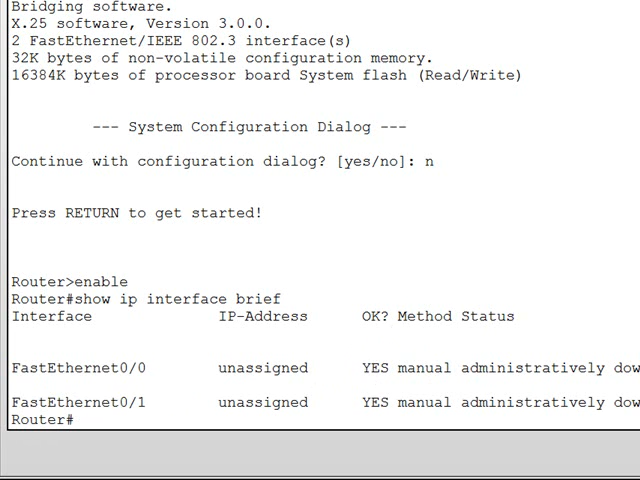 Bridging software.
X.25 software, Version 3.0.0.
2 FastEthernet/IEEE 802.3 interface(s)
32K bytes of non-volatile configuration memory.
16384K bytes of processor board System flash (Read/Write)
--- System Configuration Dialog ---
Continue with configuration dialog? [yes/no]: n
Press RETURN to get started!
Router>enable
Router#show ip interface brief
Interface IP-Address OK? Method Status
FastEthernet0/0 unassigned YES manual administratively dow
FastEthernet0/1 unassigned YES manual administratively dow
Router#